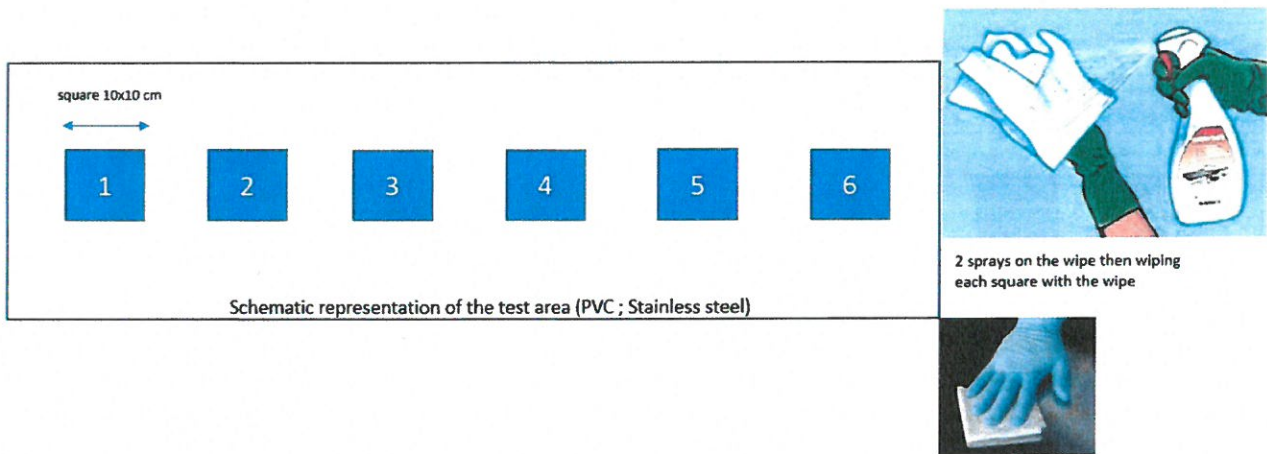 square 10x10 cm
1 2 3 4 5 6
Schematic representation of the test area (PVC ; Stainless steel)
2 sprays on the wipe then wiping
each square with the wipe